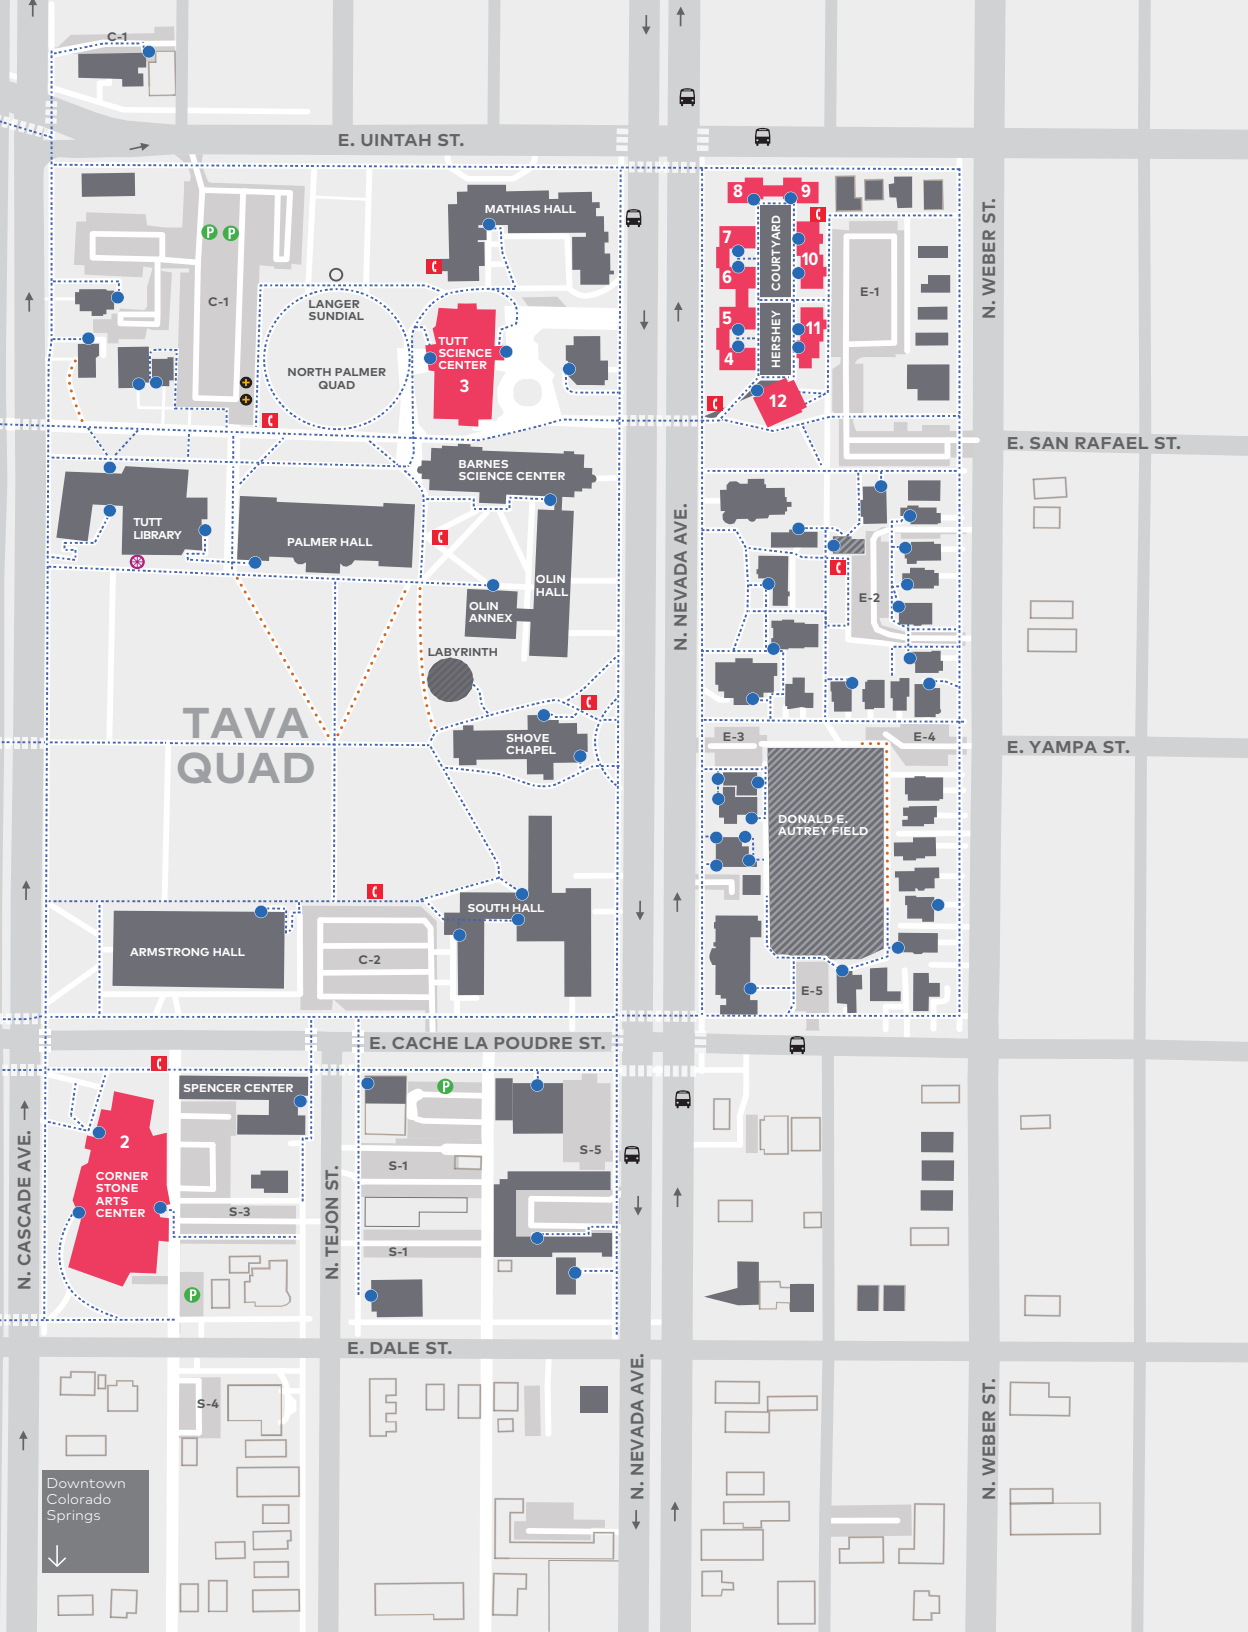 C-1
E. UINTAH ST.
MATHIAS HALL
8
9
P
P
COURTYARD
7
10
6
N. WEBER ST.
C-1
E-1
LANGER
SUNDIAL
5
11
HERSHEY
4
TUTT
SCIENCE
CENTER
3
NORTH PALMER
QUAD
12
E. SAN RAFAEL ST.
BARNES
SCIENCE CENTER
TUTT
LIBRARY
PALMER HALL
N. NEVADA AVE.
OLIN
HALL
OLIN
ANNEX
E-2
LABYRINTH
TAVA
QUAD
SHOVE
CHAPEL
E-3
E-4
E. YAMPA ST.
DONALD E.
AUTREY FIELD
SOUTH HALL
ARMSTRONG HALL
C-2
E-5
E. CACHE LA POUDRE ST.
SPENCER CENTER
P
2
CORNER
STONE
ARTS
CENTER
N. CASCADE AVE.
S-5
S-1
S-3
N. TEJON ST.
S-1
P
E. DALE ST.
S-4
N. NEVADA AVE.
N. WEBER ST.
Downtown
Colorado
Springs